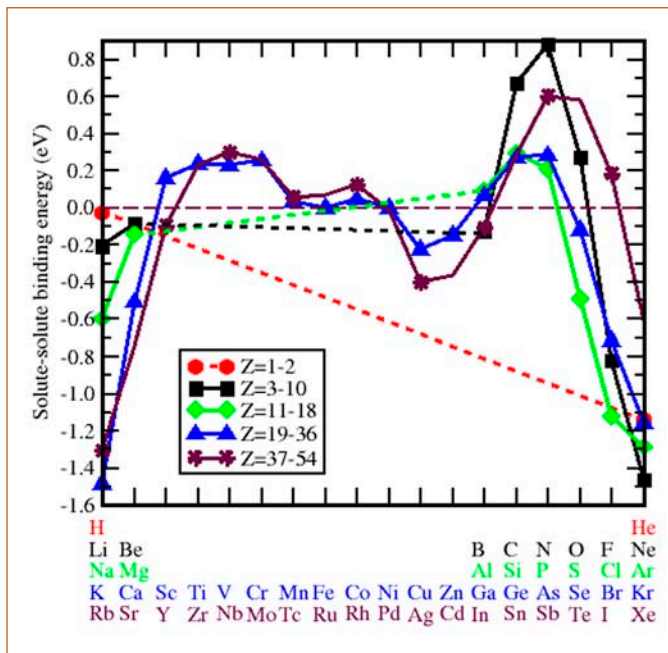 Solute-solute binding energy (eV)
0.8
0.6
0.4
0.2
0.0
-0.2
-0.4
-0.6
-0.8
-1.0
-1.2
-1.4
-1.6
Z=1-2
Z=3-10
Z=11-18
Z=19-36
Z=37-54
H He
Li Be B C N O F Ne
Na Mg Al Si P S Cl Ar
K Ca Sc Ti V Cr Mn Fe Co Ni Cu Zn Ga Ge As Se Br Kr
Rb Sr Y Zr Nb Mo Tc Ru Rh Pd Ag Cd In Sn Sb Te I Xe